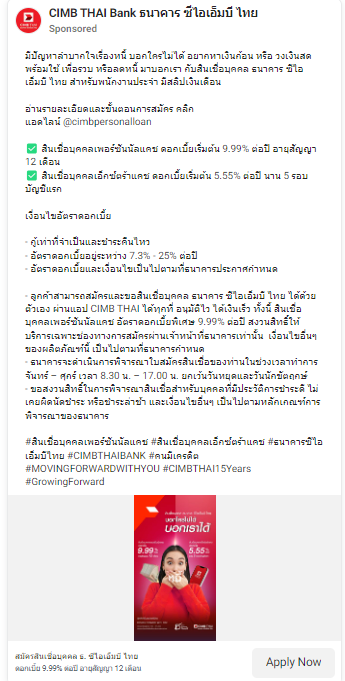 CIMB THAI Bank ธนาคาร ซีไอเอ็มบี ไทย
Sponsored
มีปัญหาลำบากใจเรื่องหนี้ บอกใครไม่ได้ อยากหาเงินก้อน หรือ วงเงินสด
พร้อมใช้ เพื่อรวบ หรือลดหนี้ มาบอกเรา กับสินเชื่อบุคคล ธนาคาร ซีไอ
เอ็มบี ไทย สำหรับพนักงานประจำ มีสลิปเงินเดือน
อ่านรายละเอียดและขั้นตอนการสมัคร คลิก
แอดไลน์ @cimbpersonalloan
✅ สินเชื่อบุคคลเพอร์ซันนัลแคช ดอกเบี้ยเริ่มต้น 9.99% ต่อปี อายุสัญญา
12 เดือน
✅ สินเชื่อบุคคลเอ็กซ์ตร้าแคช ดอกเบี้ยเริ่มต้น 5.55% ต่อปี นาน 5 รอบ
บัญชีแรก
เงื่อนไขอัตราดอกเบี้ย
- กู้เท่าที่จำเป็นและชำระคืนไหว
- อัตราดอกเบี้ยอยู่ระหว่าง 7.3% - 25% ต่อปี
- อัตราดอกเบี้ยและเงื่อนไขเป็นไปตามที่ธนาคารประกาศกำหนด
- ลูกค้าสามารถสมัครและขอสินเชื่อบุคคล ธนาคาร ซีไอเอ็มบี ไทย ได้ด้วย
ตัวเอง ผ่านแอป CIMB THAI ได้ทุกที่ อนุมัติไว ได้เงินเร็ว ทั้งนี้ สินเชื่อ
บุคคลเพอร์ซันนัลแคช อัตราดอกเบี้ยพิเศษ 9.99% ต่อปี สงวนสิทธิ์ให้
บริการเฉพาะช่องทางการสมัครผ่านเจ้าหน้าที่ธนาคารเท่านั้น เงื่อนไขอื่นๆ
ของผลิตภัณฑ์นี้ เป็นไปตามที่ธนาคารกำหนด
- ธนาคารจะดำเนินการพิจารณาใบสมัครสินเชื่อของท่านในช่วงเวลาทำการ
จันทร์ – ศุกร์ เวลา 8.30 น. – 17.00 น. ยกเว้นวันหยุดและวันนักขัตฤกษ์
- ขอสงวนสิทธิ์ในการพิจารณาสินเชื่อสำหรับบุคคลที่มีประวัติการชำระดี ไม่
เคยผิดนัดชำระ หรือชำระล่าช้า และเงื่อนไขอื่นๆ เป็นไปตามหลักเกณฑ์การ
พิจารณาของธนาคาร
#สินเชื่อบุคคลเพอร์ซันนัลแคช #สินเชื่อบุคคลเอ็กซ์ตร้าแคช #ธนาคารซีไอ
เอ็มบีไทย #CIMBTHAIBANK #คนมีเครดิต
#MOVINGFORWARDWITHYOU #CIMBTHAI15Years
#GrowingForward
บอกใครไม่ได้
บอกเราได้
9.99%
5.55%
สมัครสินเชื่อบุคคล ธ. ซีไอเอ็มบี ไทย
ดอกเบี้ย 9.99% ต่อปี อายุสัญญา 12 เดือน
Apply Now